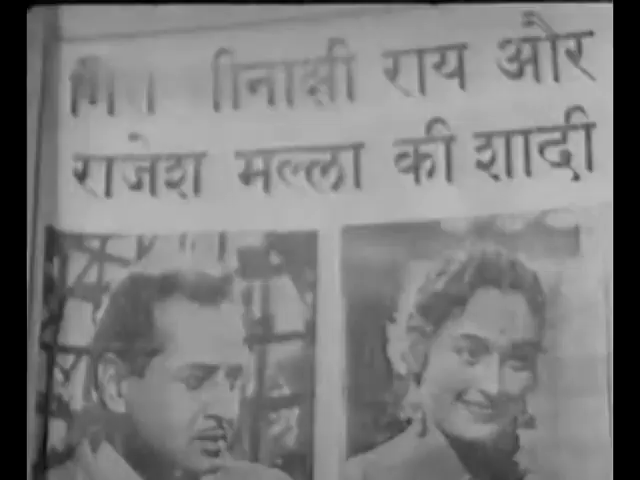 मीनाक्षी राय और
राजेश मल्ला की शादी